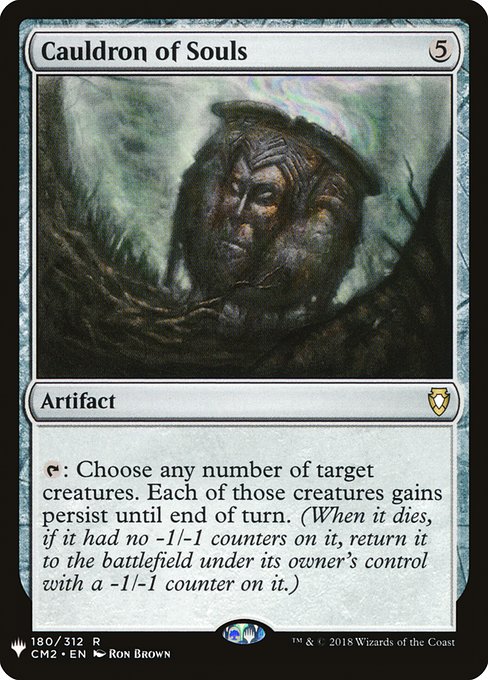 Cauldron of Souls 5
Artifact
: Choose any number of target
creatures. Each of those creatures gains
persist until end of turn. (When it dies,
if it had no -1/-1 counters on it, return it
to the battlefield under its owner's control
with a -1/-1 counter on it.)
180/312 R
CM2 • EN Ron Brown
™ & © 2018 Wizards of the Coast